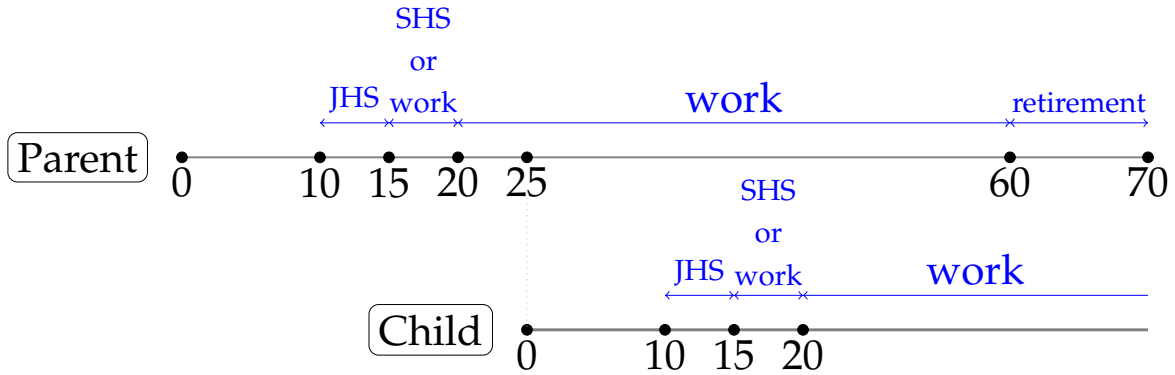 SHS
or
JHS work work retirement
Parent
0 10 15 20 25 60 70
SHS
or
JHS work work
Child
0 10 15 20